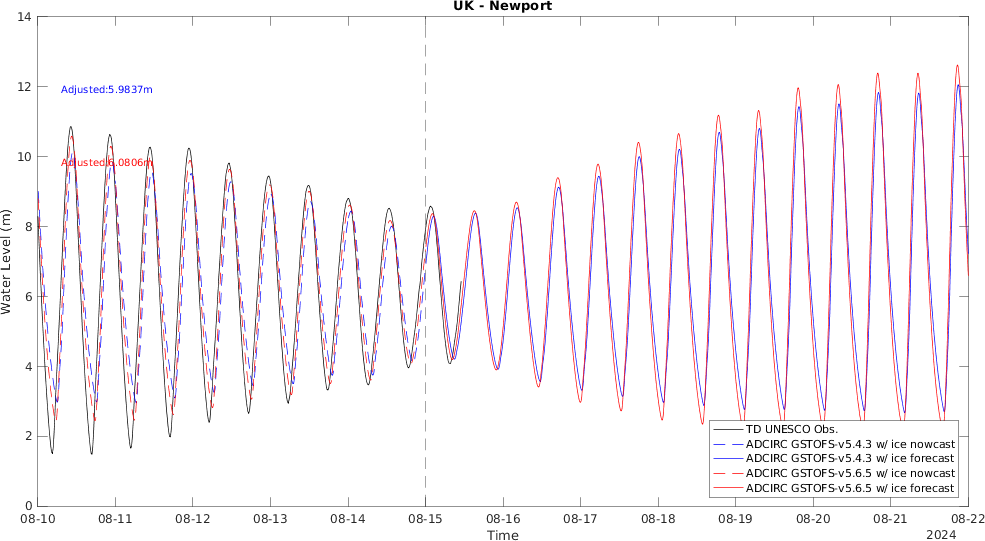 UK - Newport
14
12
10
8
6
4
2
0
Water Level (m)
Adjusted:5.9837m
Adjusted:6.0806m
TD UNESCO Obs.
ADCIRC GSTOFS-v5.4.3 w/ ice nowcast
ADCIRC GSTOFS-v5.4.3 w/ ice forecast
ADCIRC GSTOFS-v5.6.5 w/ ice nowcast
ADCIRC GSTOFS-v5.6.5 w/ ice forecast
08-10 08-11 08-12 08-13 08-14 08-15 08-16 08-17 08-18 08-19 08-20 08-21 08-22
Time
2024